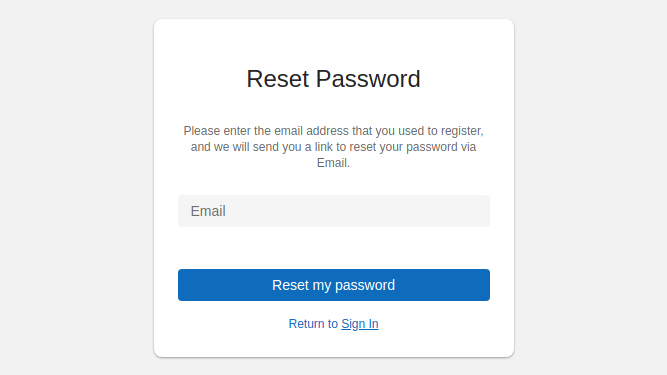 Reset Password
Please enter the email address that you used to register,
and we will send you a link to reset your password via
Email.
Email
Reset my password
Return to Sign In